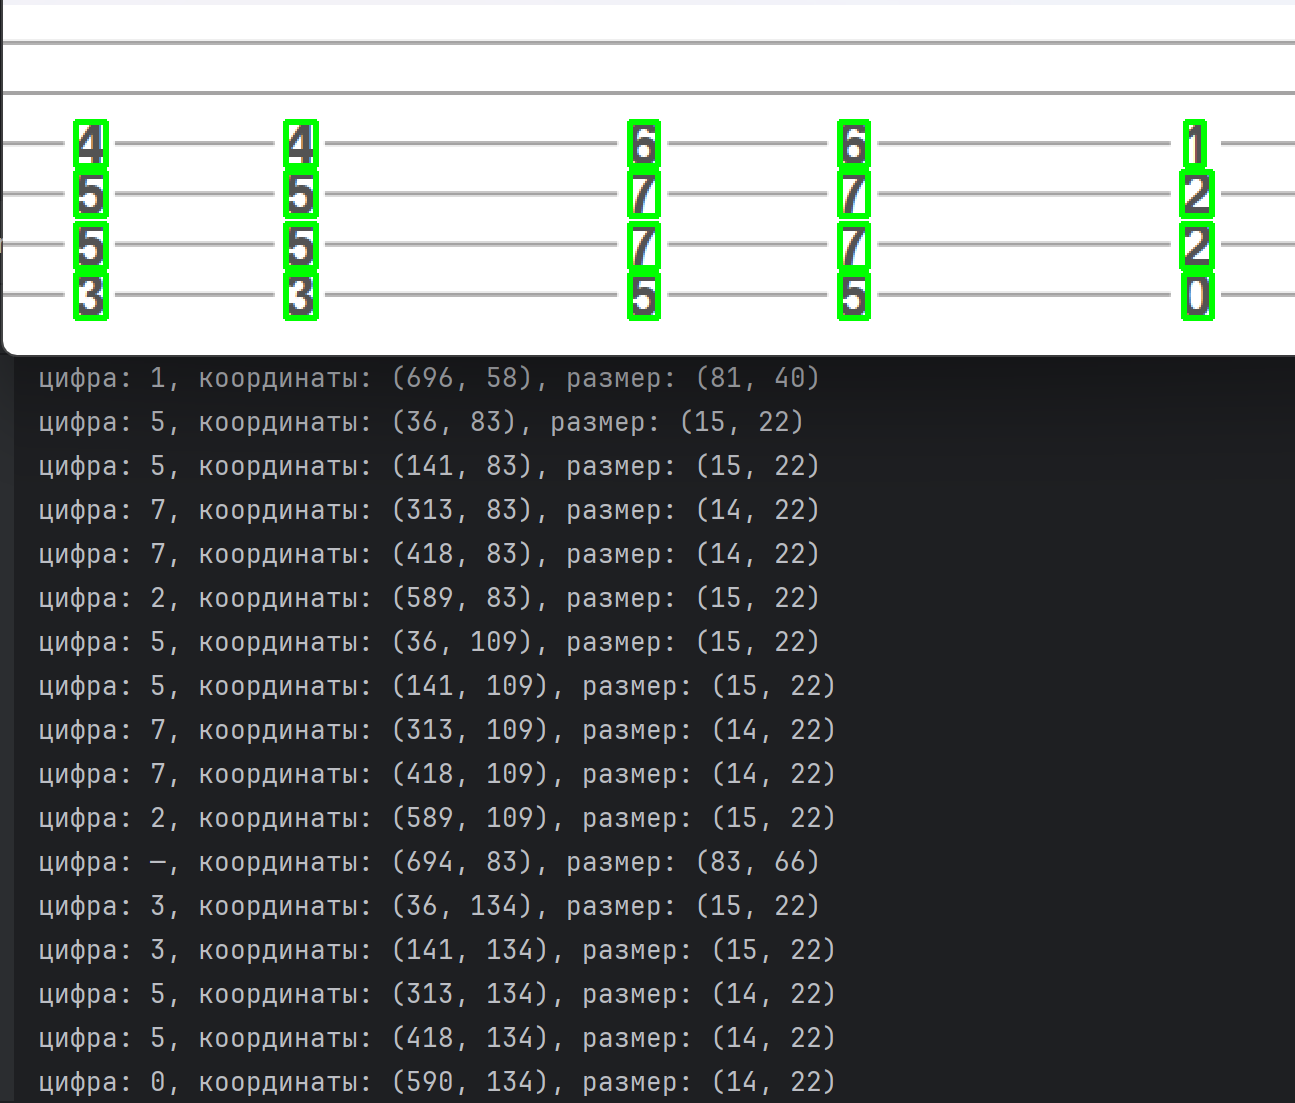 4 4 6 6 1
5 5 7 7 2
5 5 7 7 2
3 3 5 5 0
цифра: 1, координаты: (696, 58), размер: (81, 40)
цифра: 5, координаты: (36, 83), размер: (15, 22)
цифра: 5, координаты: (141, 83), размер: (15, 22)
цифра: 7, координаты: (313, 83), размер: (14, 22)
цифра: 7, координаты: (418, 83), размер: (14, 22)
цифра: 2, координаты: (589, 83), размер: (15, 22)
цифра: 5, координаты: (36, 109), размер: (15, 22)
цифра: 5, координаты: (141, 109), размер: (15, 22)
цифра: 7, координаты: (313, 109), размер: (14, 22)
цифра: 7, координаты: (418, 109), размер: (14, 22)
цифра: 2, координаты: (589, 109), размер: (15, 22)
цифра: —, координаты: (694, 83), размер: (83, 66)
цифра: 3, координаты: (36, 134), размер: (15, 22)
цифра: 3, координаты: (141, 134), размер: (15, 22)
цифра: 5, координаты: (313, 134), размер: (14, 22)
цифра: 5, координаты: (418, 134), размер: (14, 22)
цифра: 0, координаты: (590, 134), размер: (14, 22)